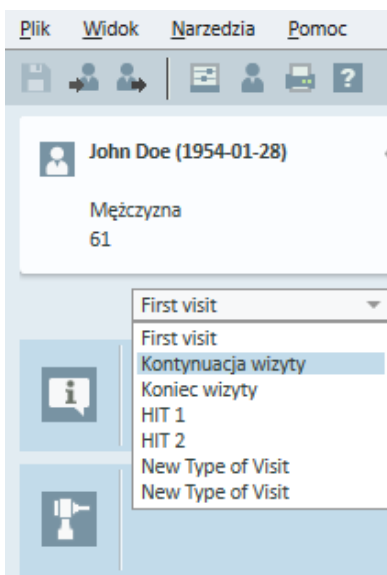 Plik Widok Narzedzia Pomoc
John Doe (1954-01-28)
Mężczyzna
61
First visit
First visit
Kontynuacja wizyty
Koniec wizyty
HIT 1
HIT 2
New Type of Visit
New Type of Visit